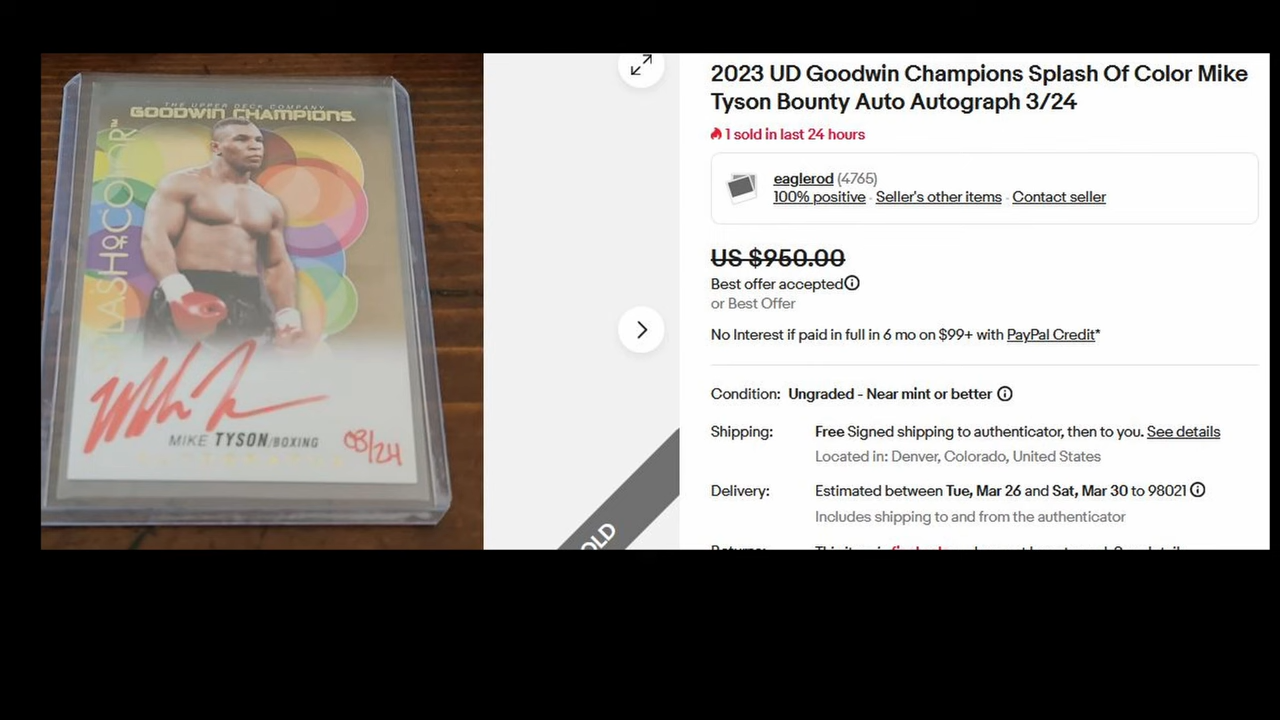 THE UPPER DECK COMPANY
GOODWIN CHAMPIONS
SPLASH OF COLOR
MIKE TYSON/BOXING
03/24
2023 UD Goodwin Champions Splash Of Color Mike
Tyson Bounty Auto Autograph 3/24
1 sold in last 24 hours
eaglerod (4765)
100% positive · Seller's other items · Contact seller
US $950.00
Best offer accepted
or Best Offer
No Interest if paid in full in 6 mo on $99+ with PayPal Credit*
Condition: Ungraded - Near mint or better
Shipping: Free Signed shipping to authenticator, then to you. See details
Located in: Denver, Colorado, United States
Delivery: Estimated between Tue, Mar 26 and Sat, Mar 30 to 98021
Includes shipping to and from the authenticator
OLD